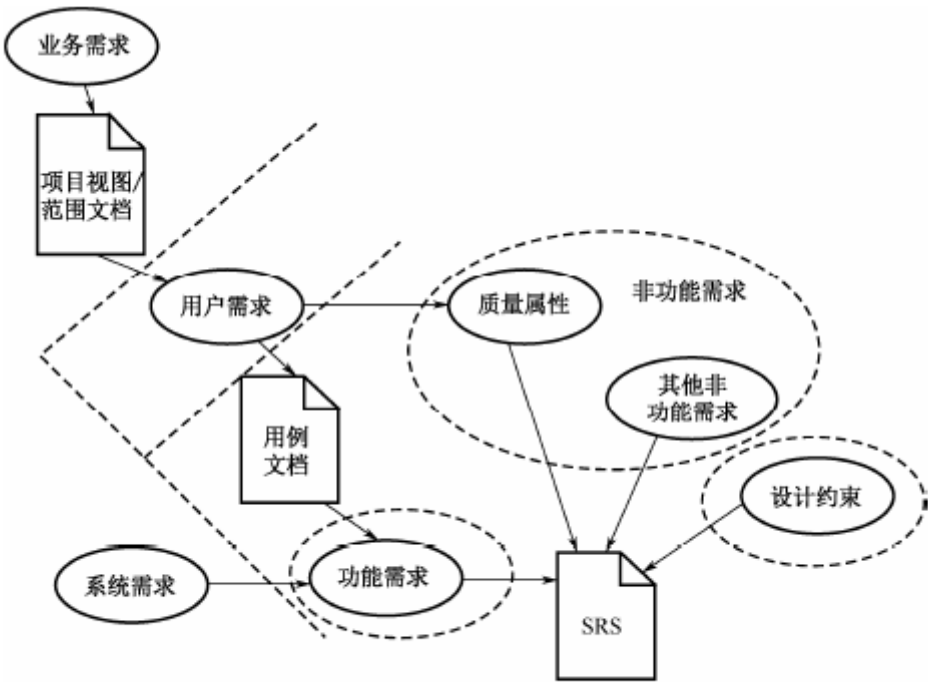 业务需求
项目视图/
范围文档
用户需求
质量属性
非功能需求
其他非
功能需求
用例
文档
设计约束
系统需求
功能需求
SRS